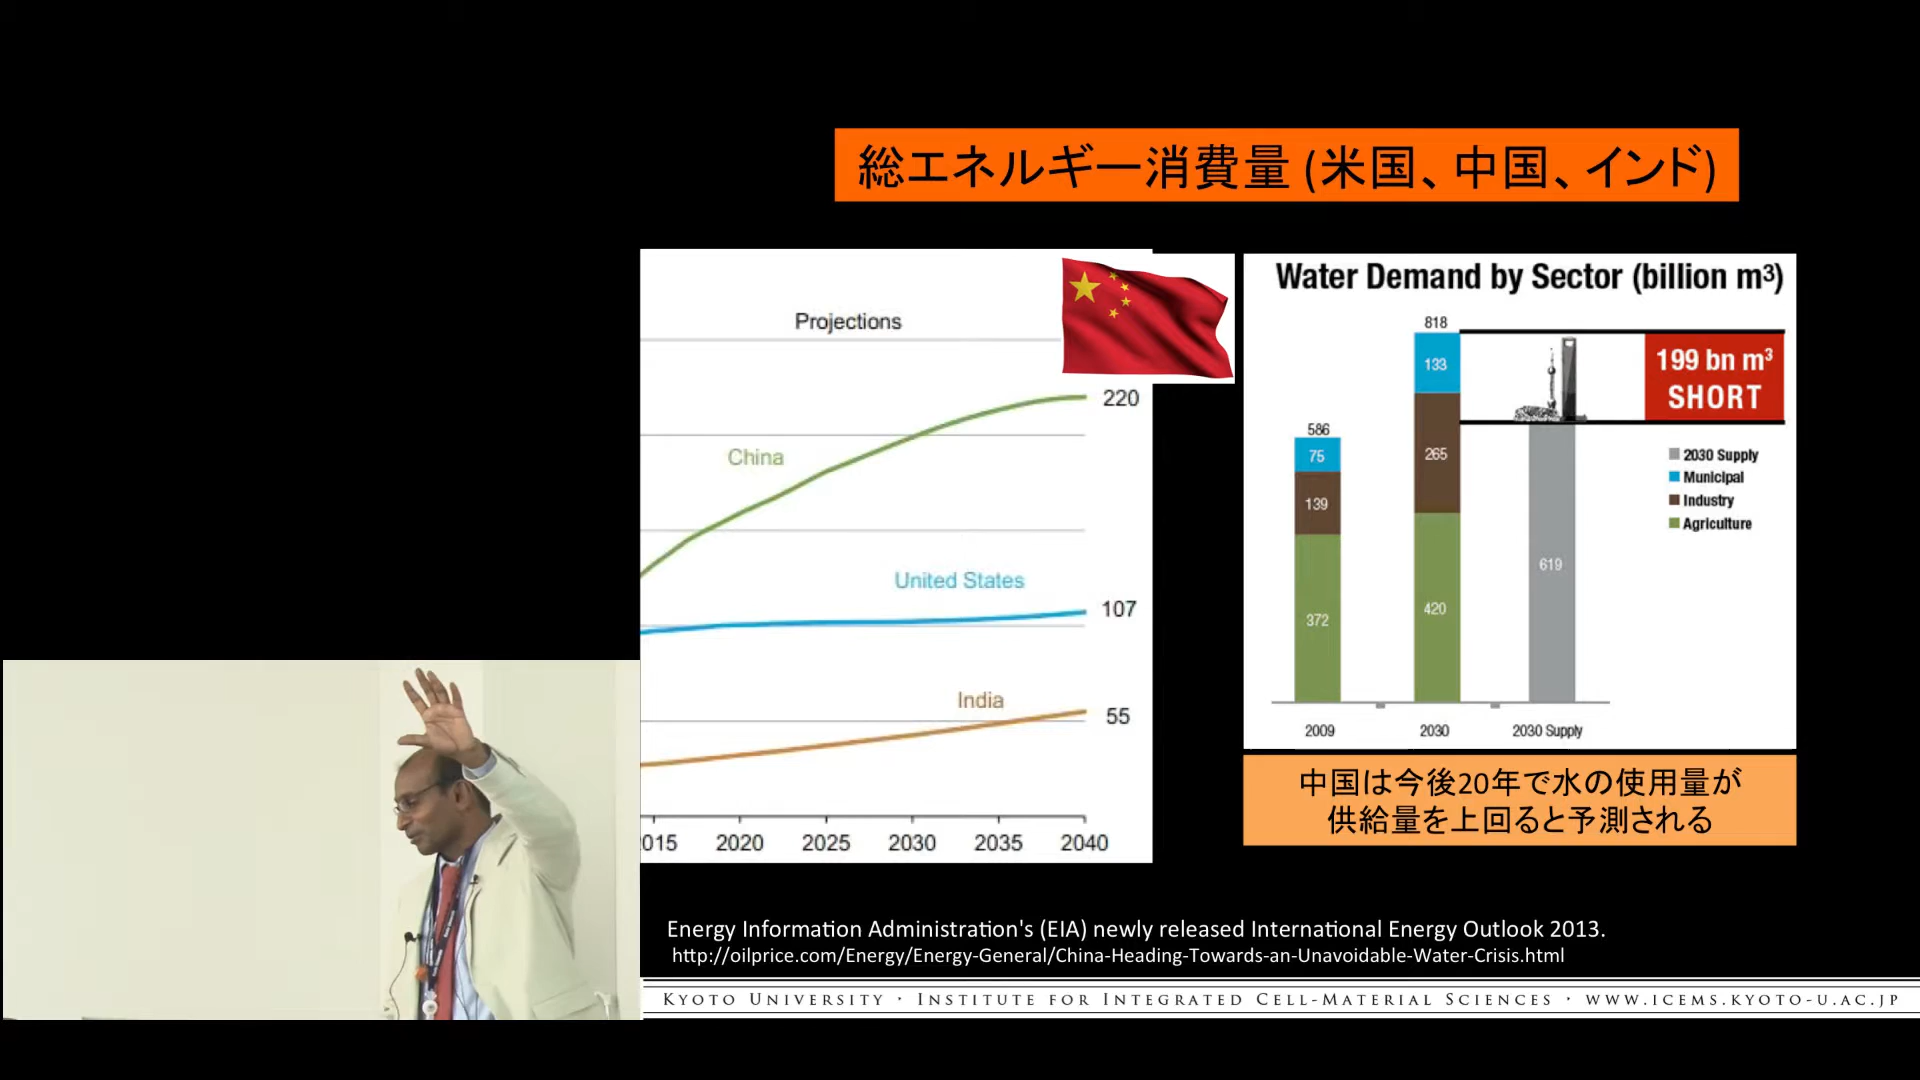 総エネルギー消費量 (米国、中国、インド)
Projections
220
China
United States
107
India
55
2015 2020 2025 2030 2035 2040
Water Demand by Sector (billion m³)
818
133
265
420
586
75
139
372
619
199 bn m³
SHORT
2030 Supply
Municipal
Industry
Agriculture
2009 2030 2030 Supply
中国は今後20年で水の使用量が
供給量を上回ると予測される
Energy Information Administration's (EIA) newly released International Energy Outlook 2013.
http://oilprice.com/Energy/Energy-General/China-Heading-Towards-an-Unavoidable-Water-Crisis.html
KYOTO UNIVERSITY · INSTITUTE FOR INTEGRATED CELL-MATERIAL SCIENCES · WWW.ICEMS.KYOTO-U.AC.JP